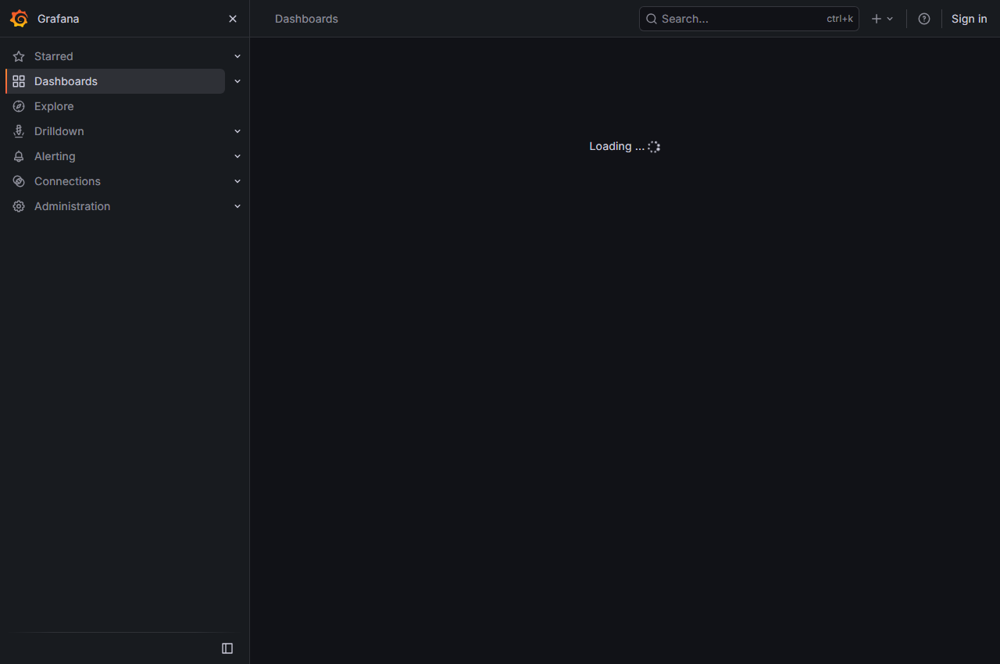 Grafana
Dashboards
Search...
ctrl+k
Sign in
Starred
Dashboards
Explore
Drilldown
Alerting
Connections
Administration
Loading ...